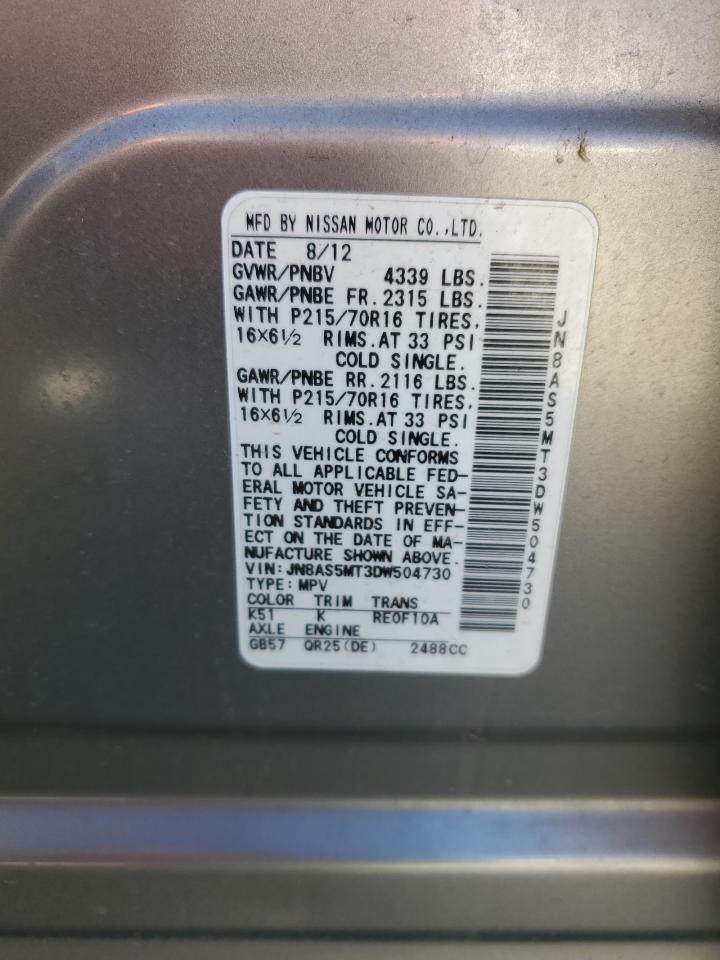 MFD BY NISSAN MOTOR CO.,LTD.
DATE 8/12
GVWR/PNBV 4339 LBS.
GAWR/PNBE FR. 2315 LBS.
WITH P215/70R16 TIRES,
16X6½ RIMS. AT 33 PSI
COLD SINGLE.
GAWR/PNBE RR. 2116 LBS.
WITH P215/70R16 TIRES,
16X6½ RIMS. AT 33 PSI
COLD SINGLE.
THIS VEHICLE CONFORMS
TO ALL APPLICABLE FED-
ERAL MOTOR VEHICLE SA-
FETY AND THEFT PREVEN-
TION STANDARDS IN EFF-
ECT ON THE DATE OF MA-
NUFACTURE SHOWN ABOVE.
VIN: JN8AS5MT3DW504730
TYPE: MPV
COLOR TRIM TRANS
K51 K RE0F10A
AXLE ENGINE
GB57 QR25(DE) 2488CC
JN8AS5MT3DW504730